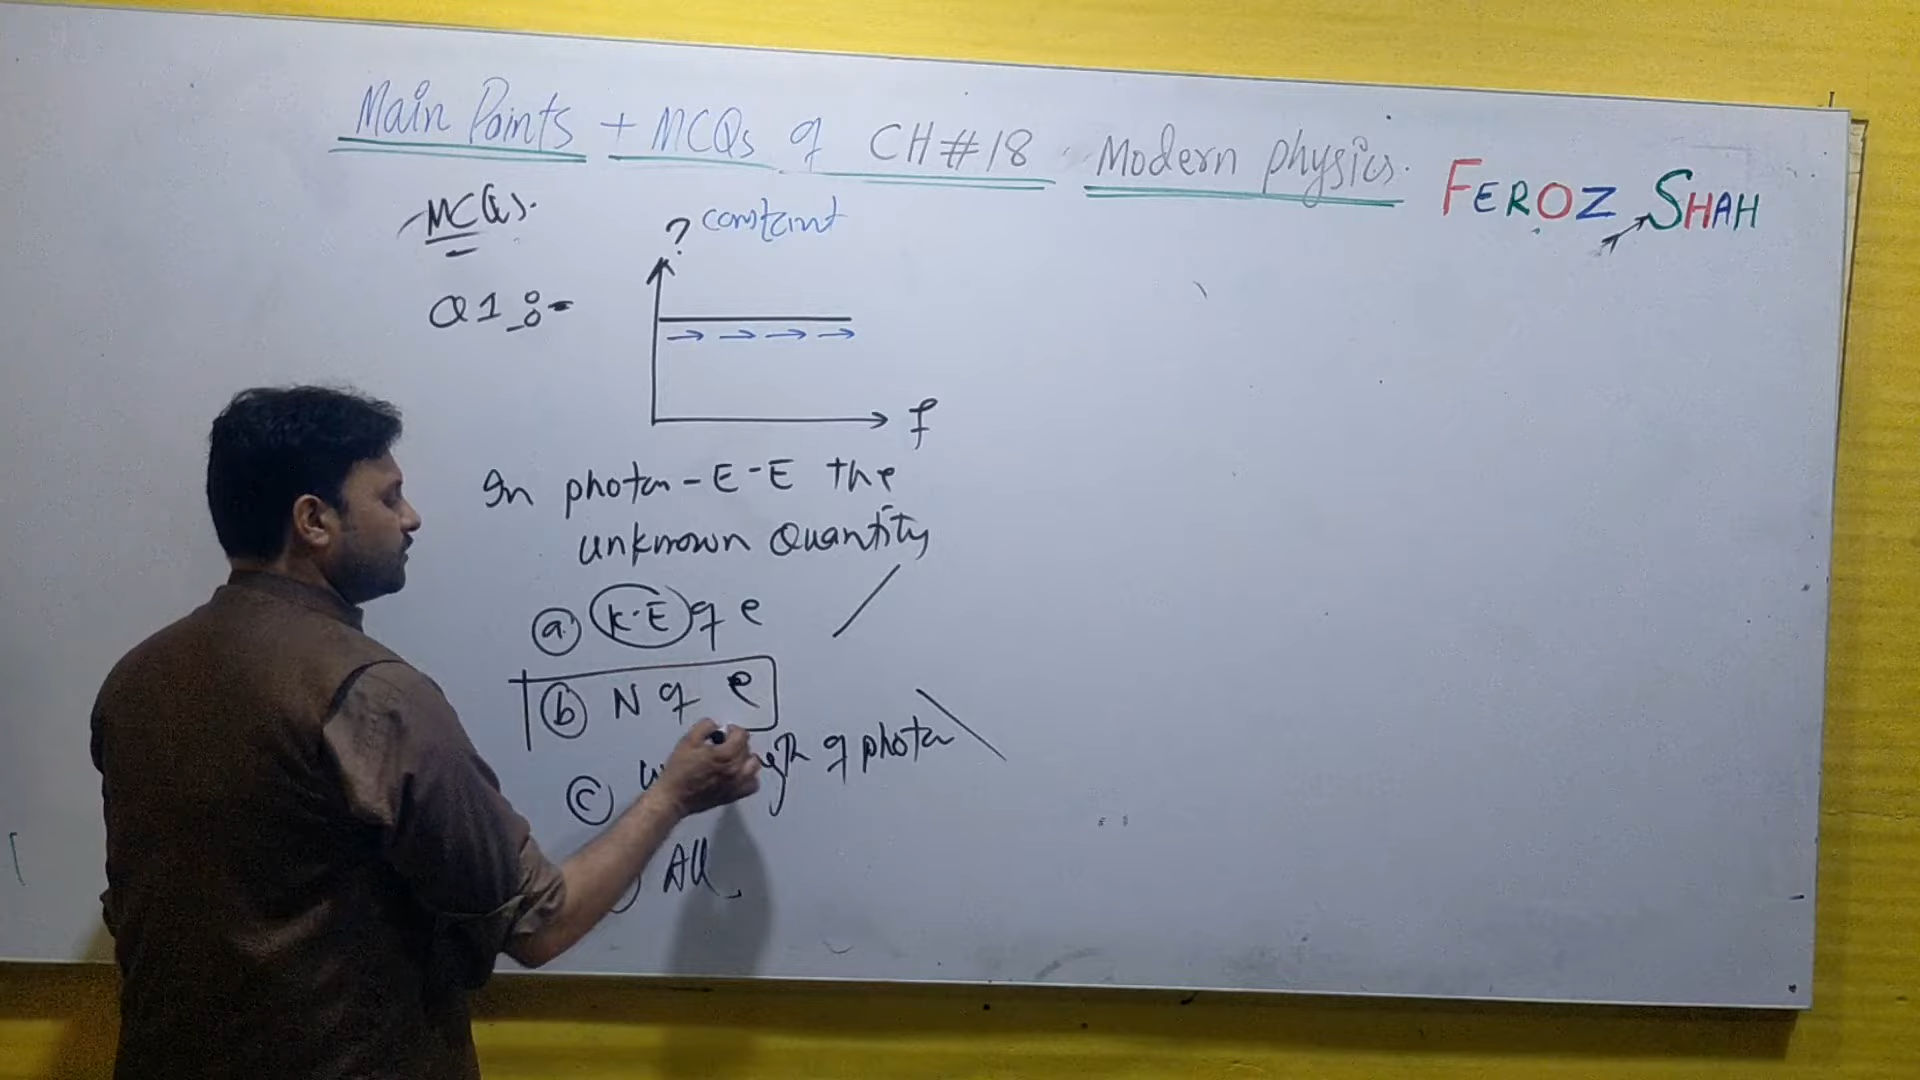 Main Points + MCQs of CH#18 Modern physics.
FEROZ SHAH
MCQs.
? constant
Q1:-
f
In photon-E-E the
unknown Quantity
(a) K.E of e
(b) N of e
(c) of photon
All